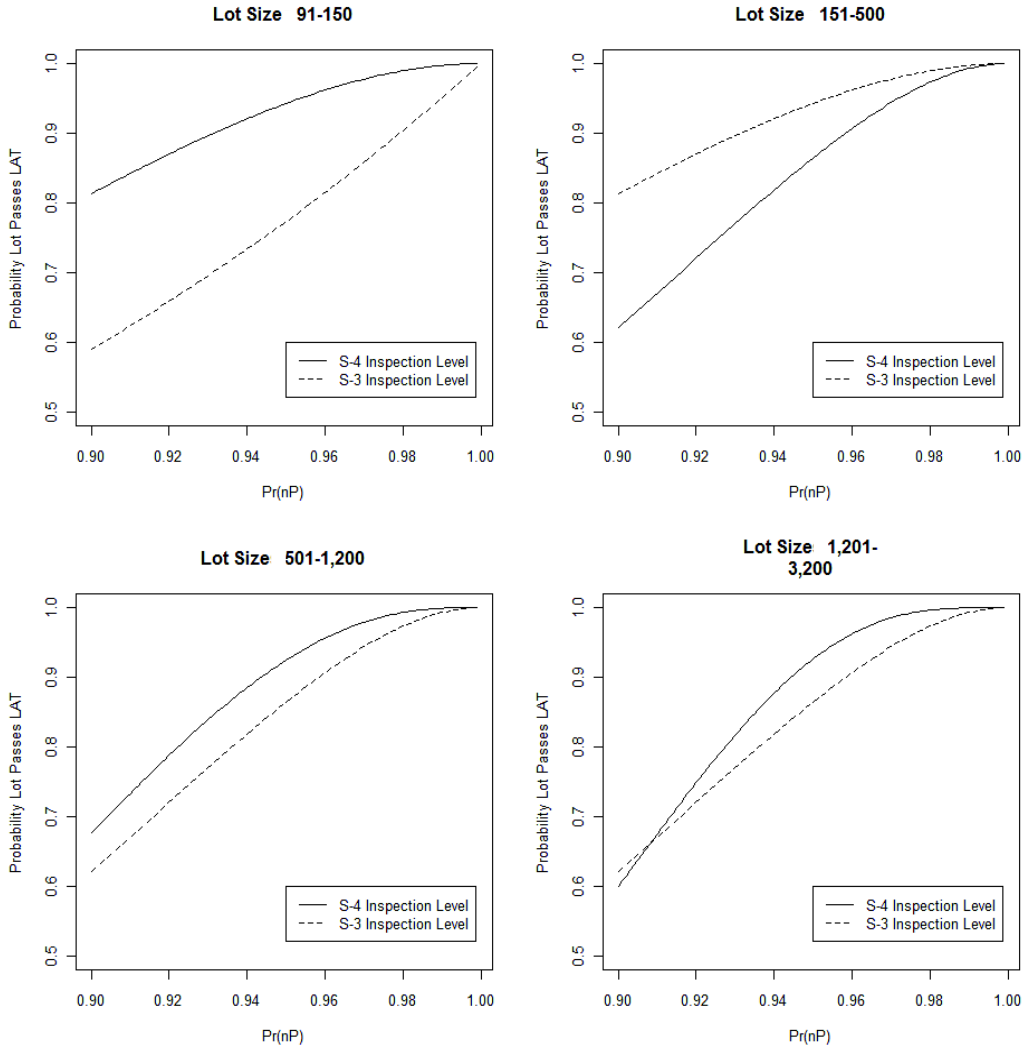 Lot Size 91-150
Probability Lot Passes LAT
1.0
0.9
0.8
0.7
0.6
0.5
S-4 Inspection Level
S-3 Inspection Level
0.90 0.92 0.94 0.96 0.98 1.00
Pr(nP)
Lot Size 151-500
Probability Lot Passes LAT
1.0
0.9
0.8
0.7
0.6
0.5
S-4 Inspection Level
S-3 Inspection Level
0.90 0.92 0.94 0.96 0.98 1.00
Pr(nP)
Lot Size 501-1,200
Probability Lot Passes LAT
1.0
0.9
0.8
0.7
0.6
0.5
S-4 Inspection Level
S-3 Inspection Level
0.90 0.92 0.94 0.96 0.98 1.00
Pr(nP)
Lot Size 1,201-
3,200
Probability Lot Passes LAT
1.0
0.9
0.8
0.7
0.6
0.5
S-4 Inspection Level
S-3 Inspection Level
0.90 0.92 0.94 0.96 0.98 1.00
Pr(nP)